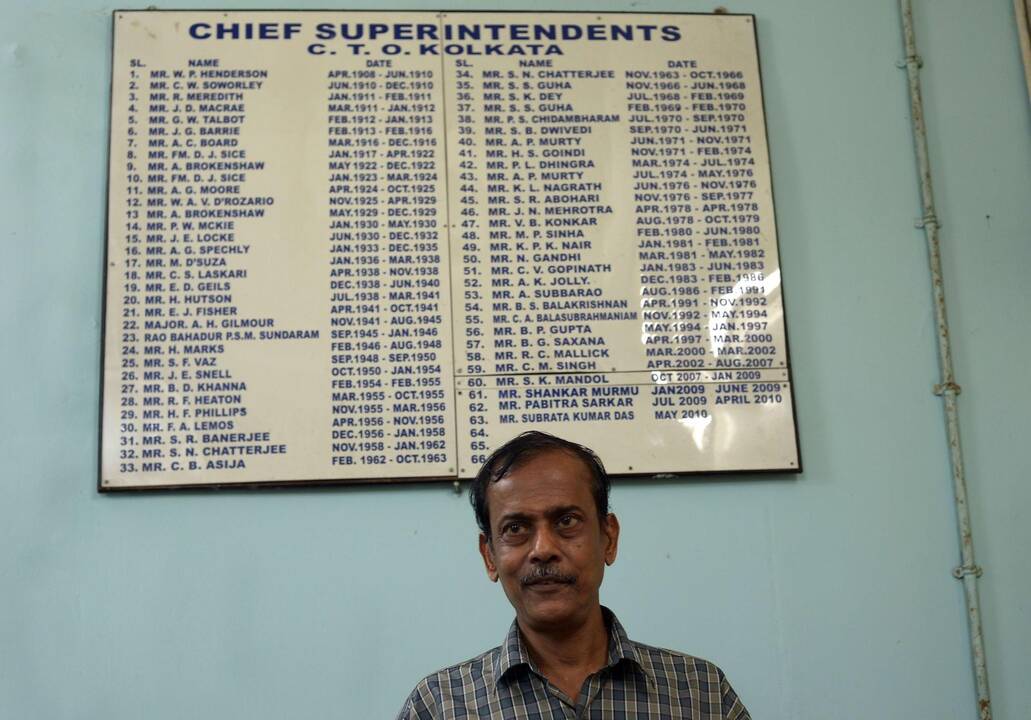 CHIEF SUPERINTENDENTS
C. T. O. KOLKATA
SL. NAME DATE
1. MR. W. P. HENDERSON APR.1908 - JUN.1910
2. MR. C. W. SOWORLEY JUN.1910 - DEC.1910
3. MR. R. MEREDITH JAN.1911 - FEB.1911
4. MR. J. D. MACRAE MAR.1911 - JAN.1912
5. MR. G. W. TALBOT FEB.1912 - JAN.1913
6. MR. J. G. BARRIE FEB.1913 - FEB.1916
7. MR. A. C. BOARD MAR.1916 - DEC.1916
8. MR. FM. D. J. SICE JAN.1917 - APR.1922
9. MR. A. BROKENSHAW MAY.1922 - DEC.1922
10. MR. FM. D. J. SICE JAN.1923 - MAR.1924
11. MR. A. G. MOORE APR.1924 - OCT.1925
12. MR. W. A. V. D'ROZARIO NOV.1925 - APR.1929
13 MR. A. BROKENSHAW MAY.1929 - DEC.1929
14. MR. P. W. MCKIE JAN.1930 - MAY.1930
15. MR. J. E. LOCKE JUN.1930 - DEC.1932
16. MR. A. G. SPECHLY JAN.1933 - DEC.1935
17. MR. M. D'SUZA JAN.1936 - MAR.1938
18. MR. C. S. LASKARI APR.1938 - NOV.1938
19. MR. E. D. GEILS DEC.1938 - JUN.1940
20. MR. H. HUTSON JUL.1938 - MAR.1941
21. MR. E. J. FISHER APR.1941 - OCT.1941
22. MAJOR. A. H. GILMOUR NOV.1941 - AUG.1945
23. RAO BAHADUR P.S.M. SUNDARAM SEP.1945 - JAN.1946
24. MR. H. MARKS FEB.1946 - AUG.1948
25. MR. S. F. VAZ SEP.1948 - SEP.1950
26. MR. J. E. SNELL OCT.1950 - JAN.1954
27. MR. B. D. KHANNA FEB.1954 - FEB.1955
28. MR. R. F. HEATON MAR.1955 - OCT.1955
29. MR. H. F. PHILLIPS NOV.1955 - MAR.1956
30. MR. F. A. LEMOS APR.1956 - NOV.1956
31. MR. S. R. BANERJEE DEC.1956 - JAN.1958
32. MR. S. N. CHATTERJEE NOV.1958 - JAN.1962
33. MR. C. B. ASIJA FEB. 1962 - OCT.1963
SL. NAME DATE
34. MR. S. N. CHATTERJEE NOV.1963 - OCT.1966
35. MR. S. S. GUHA NOV.1966 - JUN.1968
36. MR. S. K. DEY JUL.1968 - FEB.1969
37. MR. S. S. GUHA FEB.1969 - FEB.1970
38. MR. P. S. CHIDAMBHARAM JUL.1970 - SEP.1970
39. MR. S. B. DWIVEDI SEP.1970 - JUN.1971
40. MR. A. P. MURTY JUN.1971 - NOV.1971
41. MR. H. S. GOINDI NOV.1971 - FEB.1974
42. MR. P. L. DHINGRA MAR.1974 - JUL.1974
43. MR. A. P. MURTY JUL.1974 - MAY.1976
44. MR. K. L. NAGRATH JUN.1976 - NOV.1976
45. MR. S. R. ABOHARI NOV.1976 - SEP.1977
46. MR. J. N. MEHROTRA APR.1978 - APR.1978
47. MR. V. B. KONKAR AUG.1978 - OCT.1979
48. MR. M. P. SINHA FEB.1980 - JUN.1980
49. MR. K. P. K. NAIR JAN.1981 - FEB.1981
50. MR. N. GANDHI MAR.1981 - MAY.1982
51. MR. C. V. GOPINATH JAN.1983 - JUN.1983
52. MR. A. K. JOLLY. DEC.1983 - FEB.1986
53. MR. A. SUBBARAO AUG.1986 - FEB.1991
54. MR. B. S. BALAKRISHNAN APR.1991 - NOV.1992
55. MR. C. A. BALASUBRAHMANIAM NOV.1992 - MAY.1994
56. MR. B. P. GUPTA MAY.1994 - JAN.1997
57. MR. B. G. SAXANA APR.1997 - MAR.2000
58. MR. R. C. MALLICK MAR.2000 - MAR.2002
59. MR. C. M. SINGH APR.2002 - AUG.2007
60. MR. S. K. MANDOL OCT 2007 - JAN 2009
61. MR. SHANKAR MURMU JAN2009 JUNE 2009
62. MR. PABITRA SARKAR JUL 2009 APRIL 2010
63. MR. SUBRATA KUMAR DAS MAY 2010
64.
65.
66